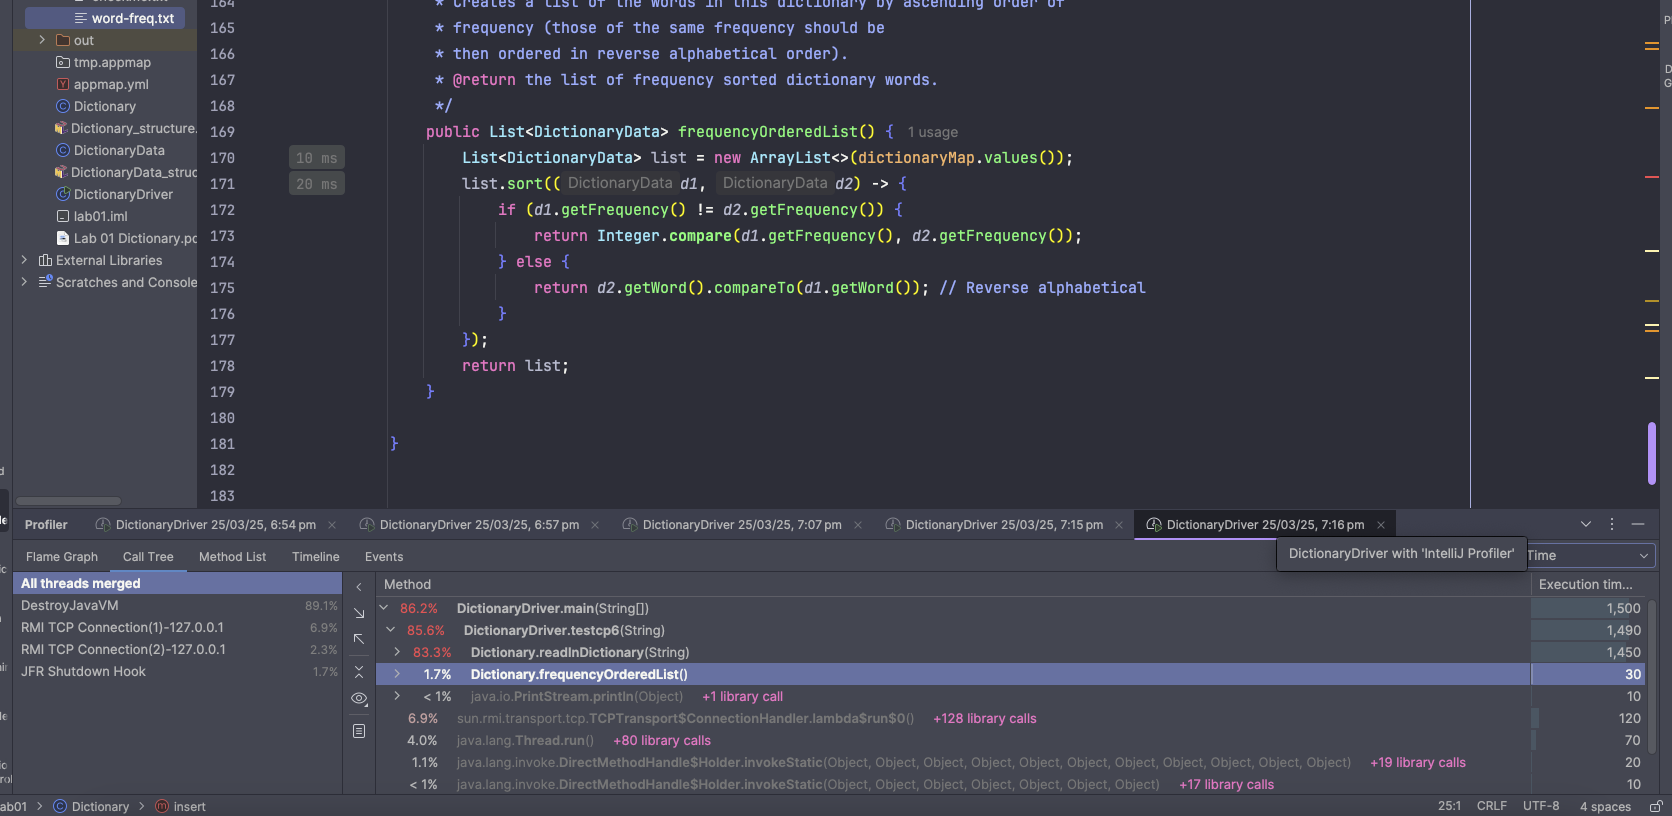 word-freq.txt
out
tmp.appmap
appmap.yml
Dictionary
Dictionary_structure.
DictionaryData
DictionaryData_struc
DictionaryDriver
lab01.iml
Lab 01 Dictionary.pc
External Libraries
Scratches and Console
164 * Creates a list of the words in this dictionary by ascending order of
165 * frequency (those of the same frequency should be
166 * then ordered in reverse alphabetical order).
167 * @return the list of frequency sorted dictionary words.
168 */
169 public List<DictionaryData> frequencyOrderedList() { 1 usage
170 10 ms List<DictionaryData> list = new ArrayList<>(dictionaryMap.values());
171 20 ms list.sort(( DictionaryData d1, DictionaryData d2) -> {
172 if (d1.getFrequency() != d2.getFrequency()) {
173 return Integer.compare(d1.getFrequency(), d2.getFrequency());
174 } else {
175 return d2.getWord().compareTo(d1.getWord()); // Reverse alphabetical
176 }
177 });
178 return list;
179 }
180
181 }
182
183
Profiler DictionaryDriver 25/03/25, 6:54 pm DictionaryDriver 25/03/25, 6:57 pm DictionaryDriver 25/03/25, 7:07 pm DictionaryDriver 25/03/25, 7:15 pm DictionaryDriver 25/03/25, 7:16 pm
Flame Graph Call Tree Method List Timeline Events DictionaryDriver with 'IntelliJ Profiler' Time
All threads merged
DestroyJavaVM 89.1%
RMI TCP Connection(1)-127.0.0.1 6.9%
RMI TCP Connection(2)-127.0.0.1 2.3%
JFR Shutdown Hook 1.7%
Method Execution tim...
86.2% DictionaryDriver.main(String[]) 1,500
85.6% DictionaryDriver.testcp6(String) 1,490
83.3% Dictionary.readInDictionary(String) 1,450
1.7% Dictionary.frequencyOrderedList() 30
< 1% java.io.PrintStream.println(Object) +1 library call 10
6.9% sun.rmi.transport.tcp.TCPTransport$ConnectionHandler.lambda$run$0() +128 library calls 120
4.0% java.lang.Thread.run() +80 library calls 70
1.1% java.lang.invoke.DirectMethodHandle$Holder.invokeStatic(Object, Object, Object, Object, Object, Object, Object, Object, Object, Object, Object) +19 library calls 20
< 1% java.lang.invoke.DirectMethodHandle$Holder.invokeStatic(Object, Object, Object, Object, Object, Object, Object) +17 library calls 10
ab01 Dictionary insert 25:1 CRLF UTF-8 4 spaces